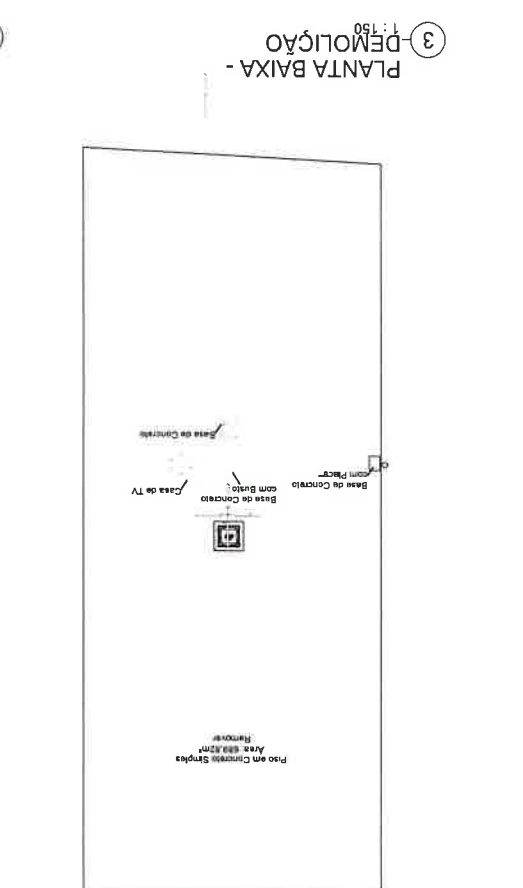 Piso em Concreto Simples
Area: 689,82m²
Remover
Base de Concreto
com Busto
Casa de TV
Base de Concreto
com Placa
Base de Concreto
3
PLANTA BAIXA -
DEMOLIÇÃO
1 : 150